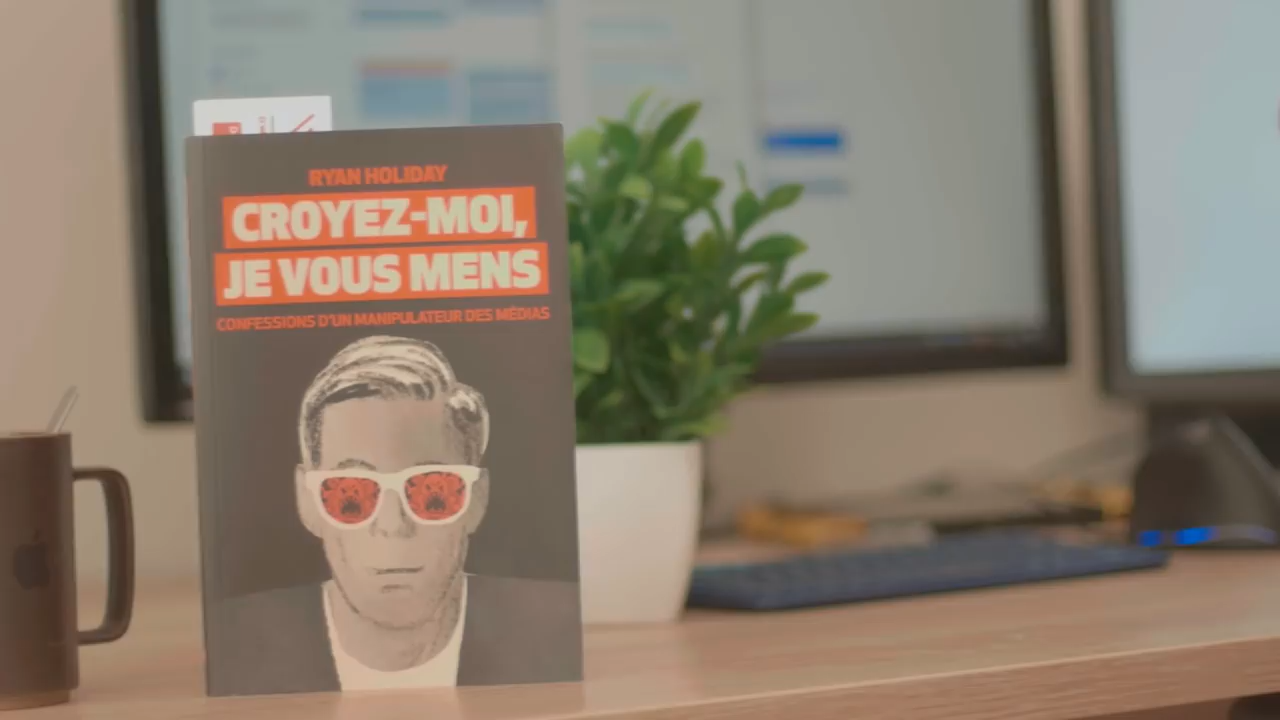 RYAN HOLIDAY
CROYEZ-MOI,
JE VOUS MENS
CONFESSIONS D'UN MANIPULATEUR DES MÉDIAS